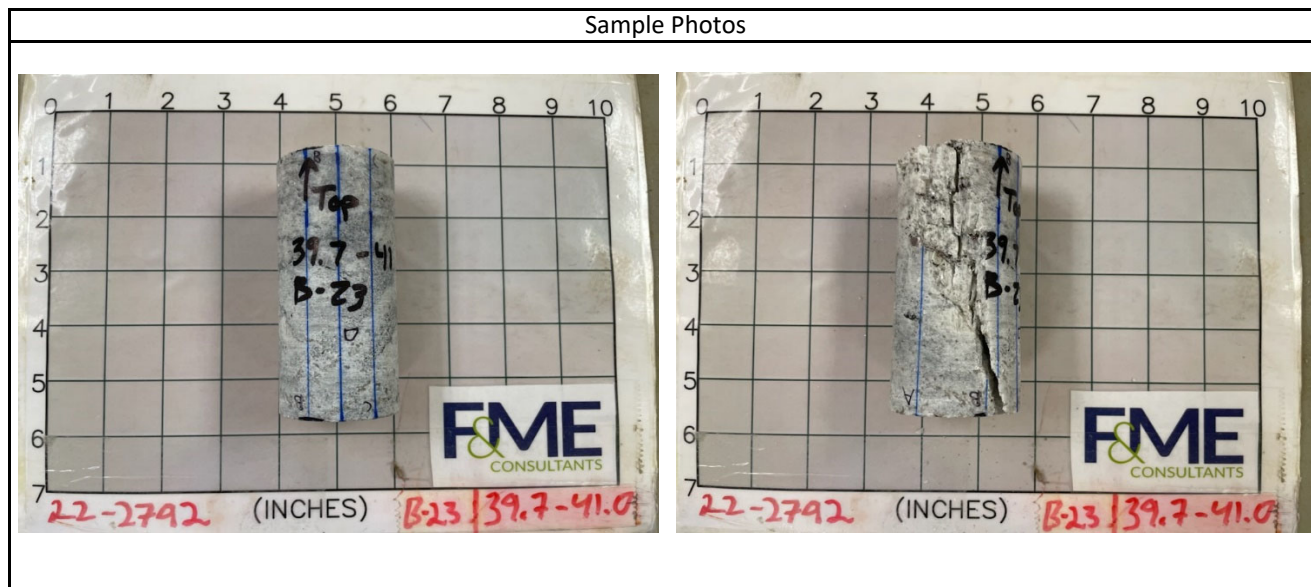 Sample Photos
0 1 2 3 4 5 6 7 8 9 10
1
2
3
4
5
6
7
B
Top
39.7-41
B-23
D
C
F&ME
CONSULTANTS
22-2792 (INCHES) B-23 39.7-41.0
0 1 2 3 4 5 6 7 8 9 10
1
2
3
4
5
6
7
B
39.7
A
B
F&ME
CONSULTANTS
22-2792 (INCHES) B-23 39.7-41.0